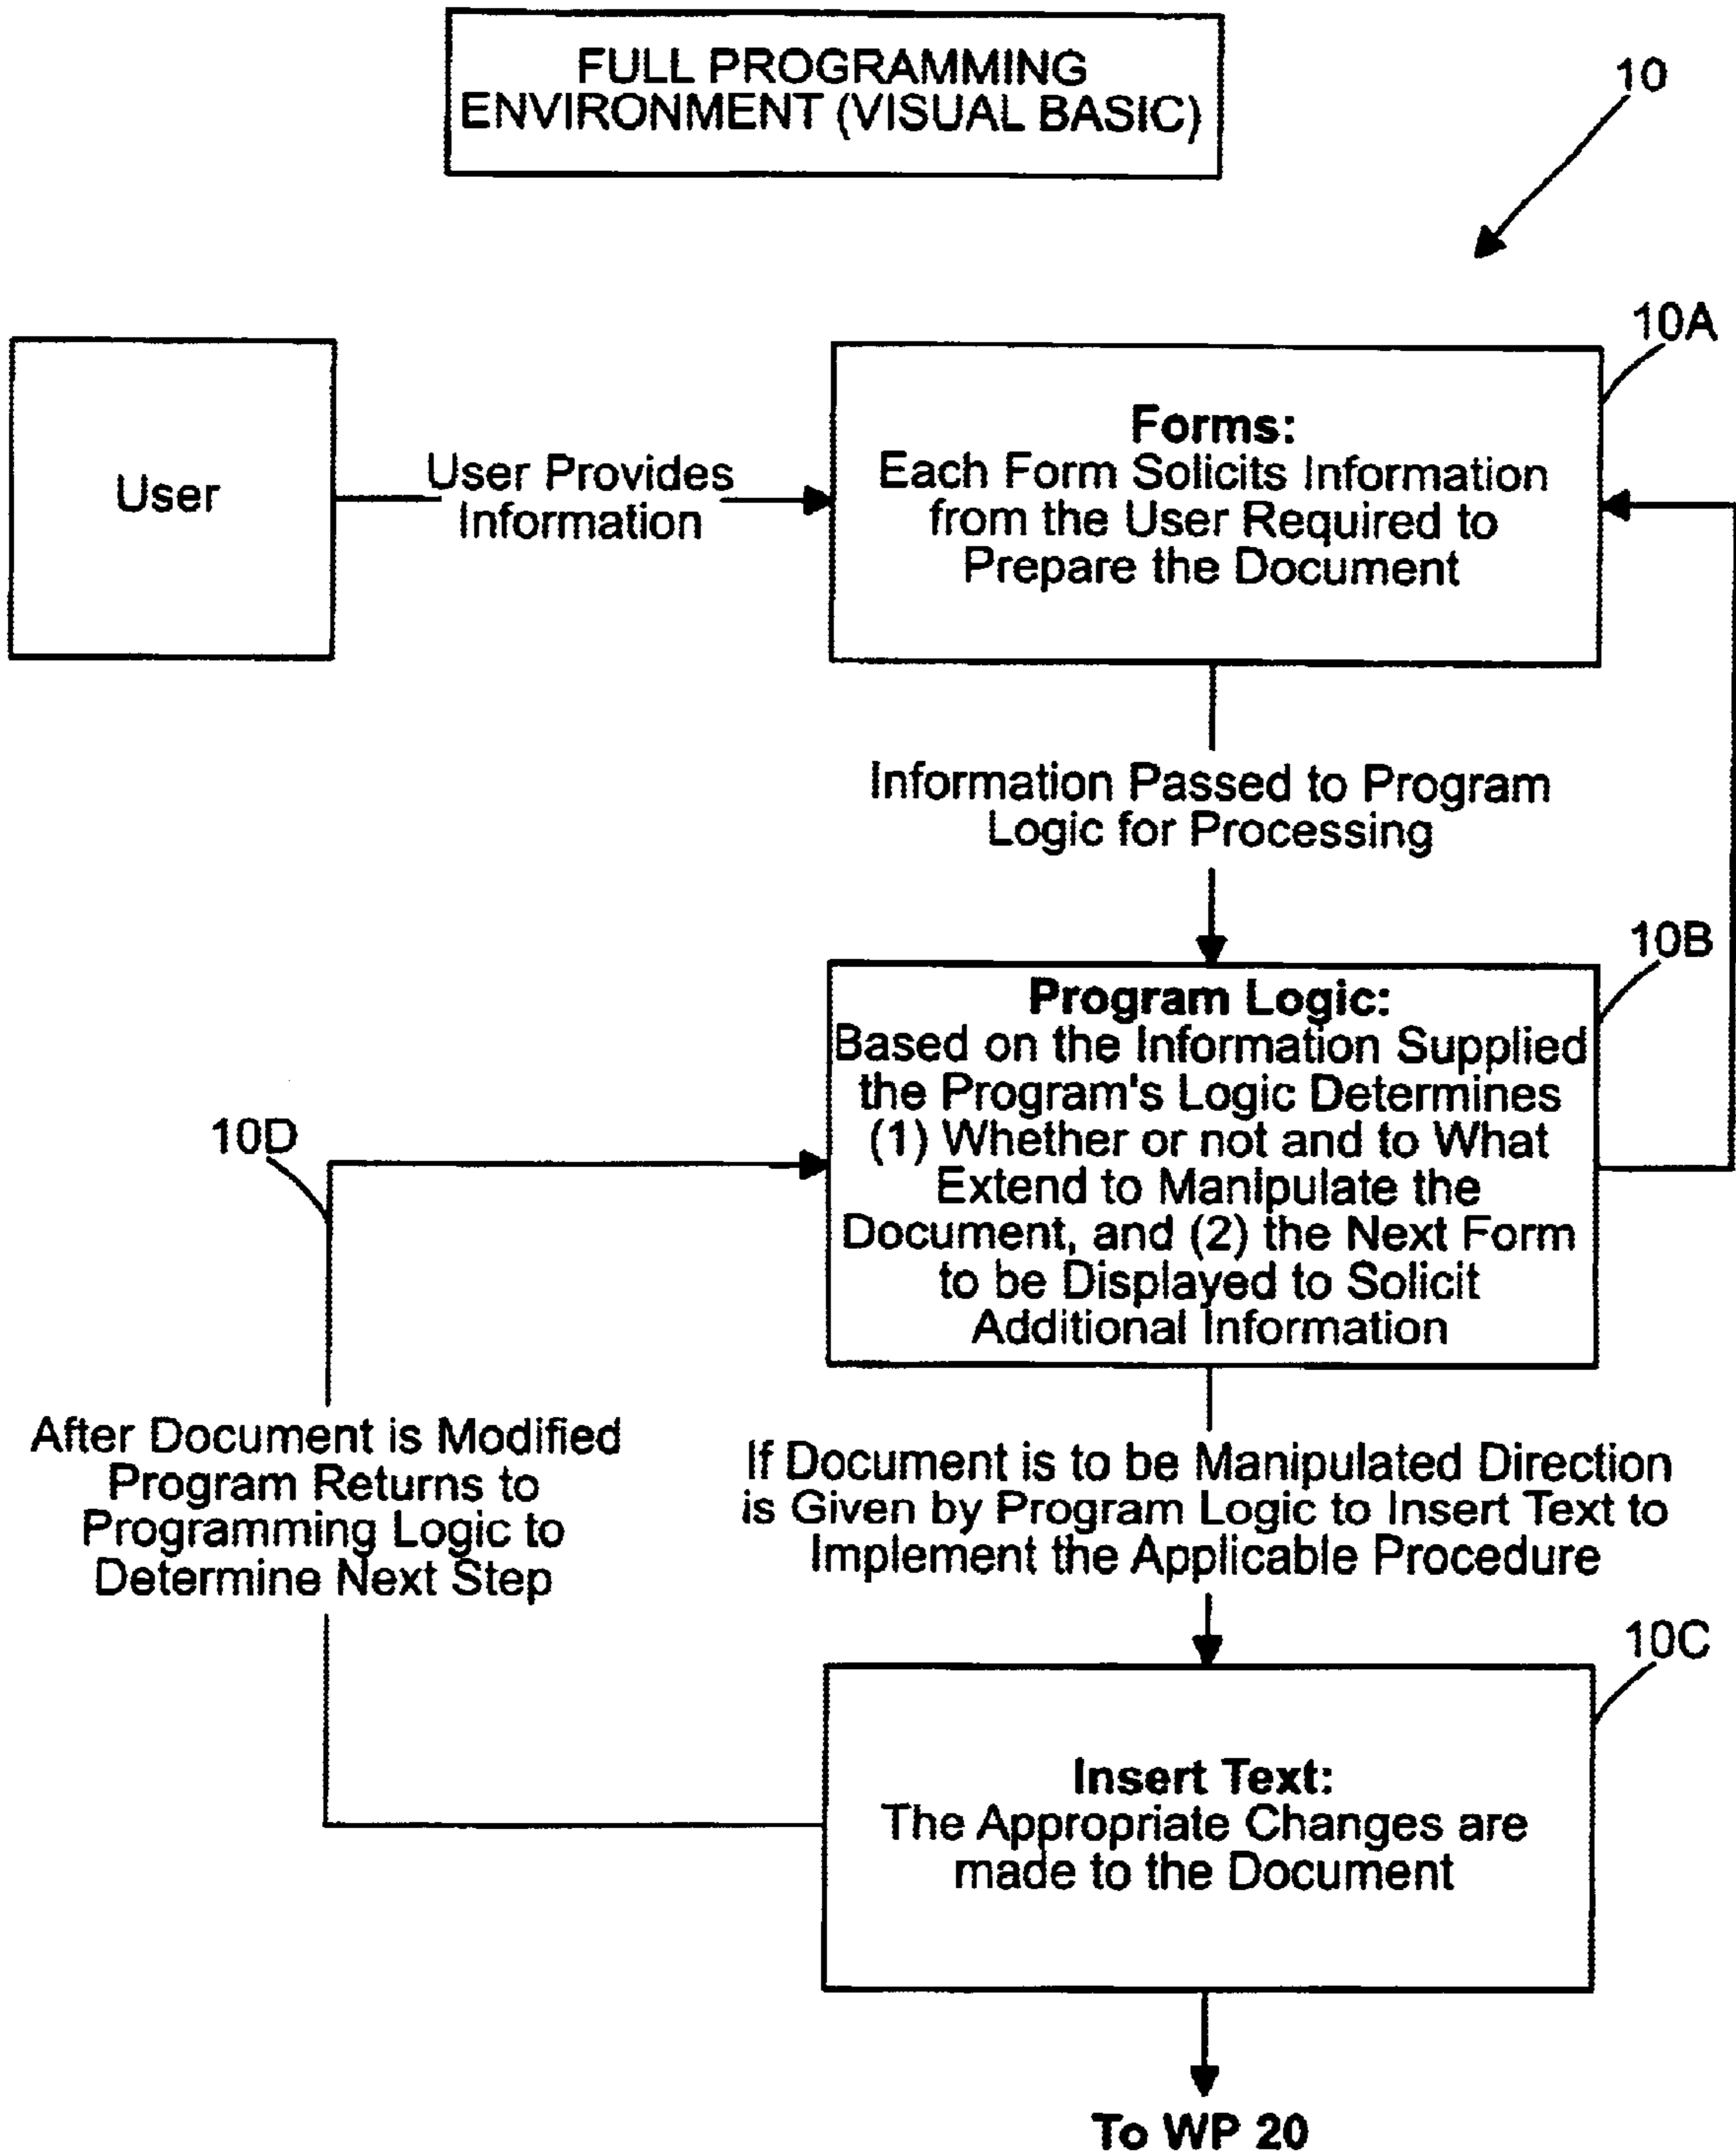 FULL PROGRAMMING
ENVIRONMENT (VISUAL BASIC)
10
10A
User
User Provides
Information
Forms:
Each Form Solicits Information
from the User Required to
Prepare the Document
Information Passed to Program
Logic for Processing
10B
Program Logic:
Based on the Information Supplied
the Program's Logic Determines
(1) Whether or not and to What
Extend to Manipulate the
Document, and (2) the Next Form
to be Displayed to Solicit
Additional Information
10D
After Document is Modified
Program Returns to
Programming Logic to
Determine Next Step
If Document is to be Manipulated Direction
is Given by Program Logic to Insert Text to
Implement the Applicable Procedure
10C
Insert Text:
The Appropriate Changes are
made to the Document
To WP 20